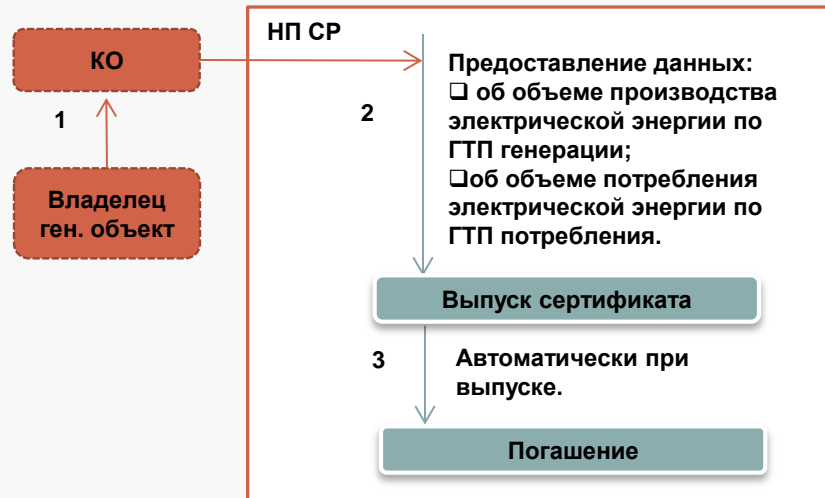 НП СР
КО
1
Владелец
ген. объект
2
Предоставление данных:
❑ об объеме производства
электрической энергии по
ГТП генерации;
❑об объеме потребления
электрической энергии по
ГТП потребления.
Выпуск сертификата
3
Автоматически при
выпуске.
Погашение